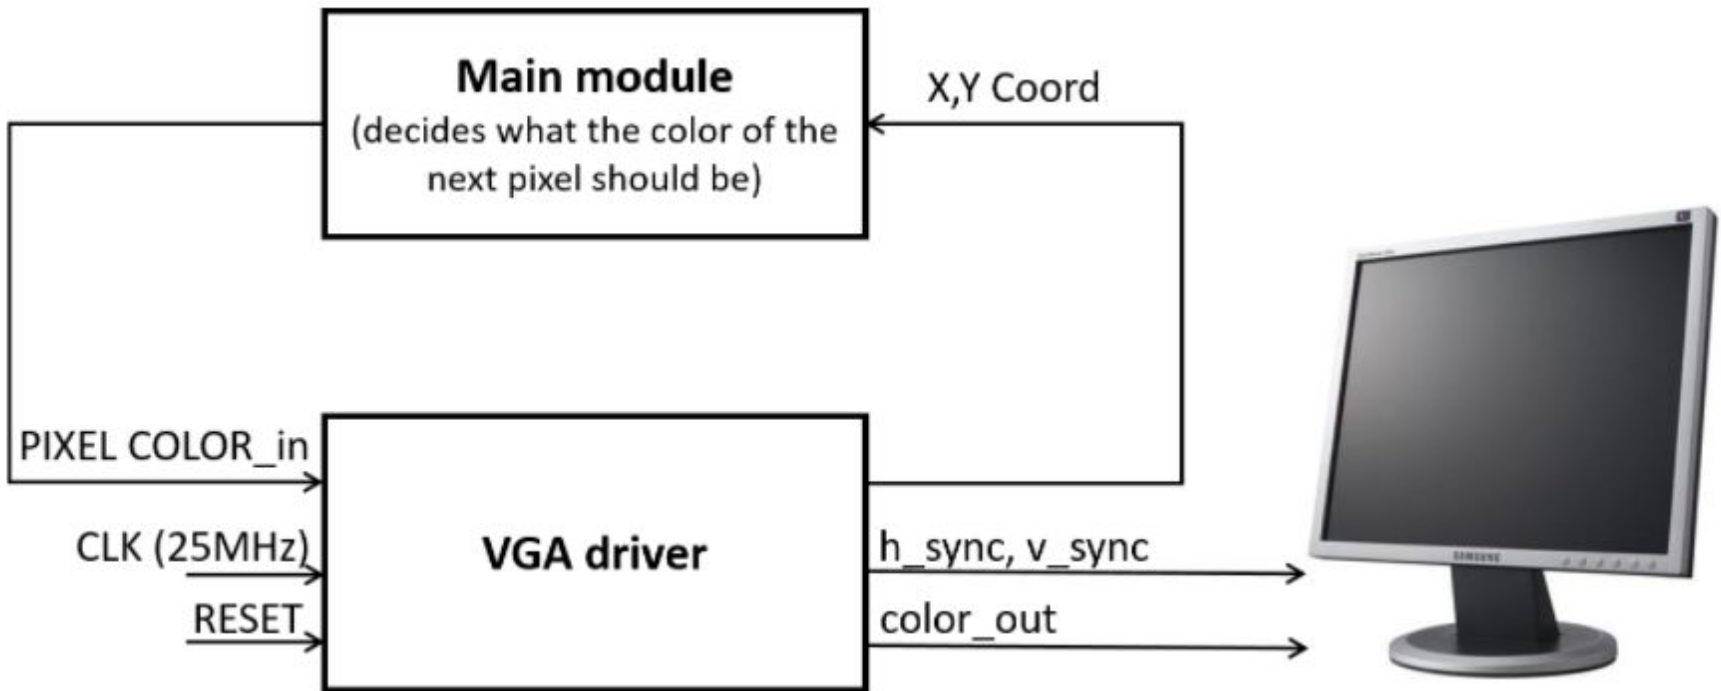 Main module
(decides what the color of the
next pixel should be)
X,Y Coord
PIXEL COLOR_in
CLK (25MHz)
RESET
VGA driver
h_sync, v_sync
color_out
SAMSUNG